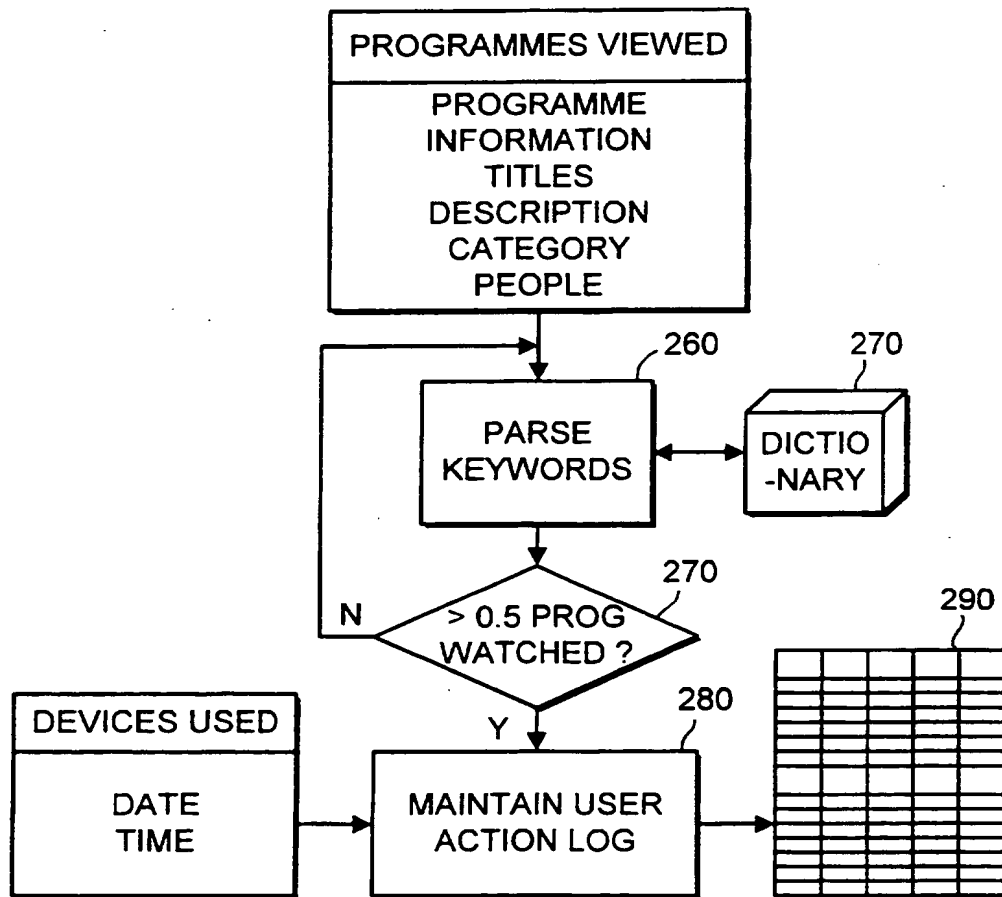 PROGRAMMES VIEWED
PROGRAMME
INFORMATION
TITLES
DESCRIPTION
CATEGORY
PEOPLE
260
270
PARSE
KEYWORDS
DICTIO
-NARY
270
N
> 0.5 PROG
WATCHED ?
290
Y
280
DEVICES USED
DATE
TIME
MAINTAIN USER
ACTION LOG